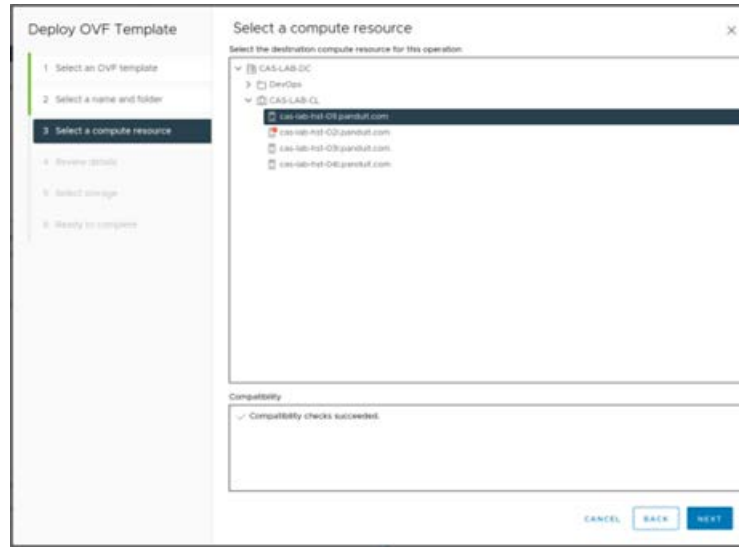 Deploy OVF Template
1 Select an OVF template
2 Select a name and folder
3 Select a compute resource
4 Review details
5 Select storage
6 Ready to complete
Select a compute resource
Select the destination compute resource for this operation
CAS-LAB-DC
DevOps
CAS-LAB-CL
cas-lab-hst-01.panduit.com
cas-lab-hst-02.panduit.com
cas-lab-hst-03.panduit.com
cas-lab-hst-04.panduit.com
Compatibility
Compatibility checks succeeded.
CANCEL BACK NEXT